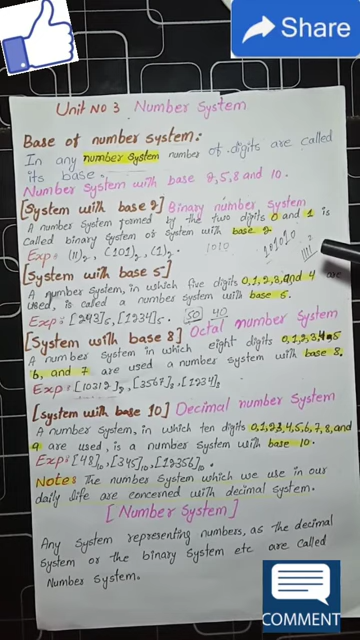 Share
Unit No 3 Number System
Base of number system:
In any number system number of digits are called
its base.
Number System with base 2,5,8 and 10.
[System with base 2] Binary number System
A number System formed by the two digits 0 and 1 is
Called binary System or System with base 2.
Exp: (11)₂, (101)₂, (1)₂.
1010
[System with base 5]
A number System, in which five digits 0,1,2,3,and 4 are
used, is called a number System with base 5.
Exp: [243]₅, [1234]₅.
50 40
[System with base 8] Octal number System
A number System in which eight digits 0,1,2,3,4,5
6, and 7 are used a number System with base 8,
[system with base 10] Decimal number System
A number System, in which ten digits 0,1,2,3,4,5,6,7,8,and
9 are used, is a number System with base 10.
Exp: [48]₁₀, [345]₁₀, [12356]₁₀.
Note: The number System which we use in our
daily life are concerned with decimal System.
[Number System]
Any System representing numbers, as the decimal
System or the binary System etc are called
Number System.
COMMENT